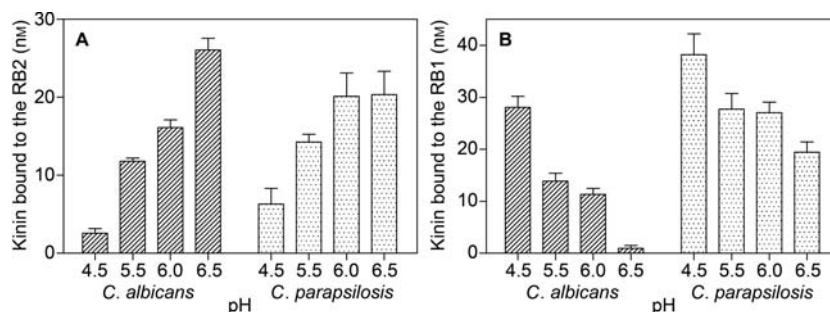 A
Kinin bound to the RB2 (nM)
30
20
10
0
4.5 5.5 6.0 6.5 4.5 5.5 6.0 6.5
C. albicans C. parapsilosis
pH
B
Kinin bound to the RB1 (nM)
40
30
20
10
0
4.5 5.5 6.0 6.5 4.5 5.5 6.0 6.5
C. albicans C. parapsilosis
pH